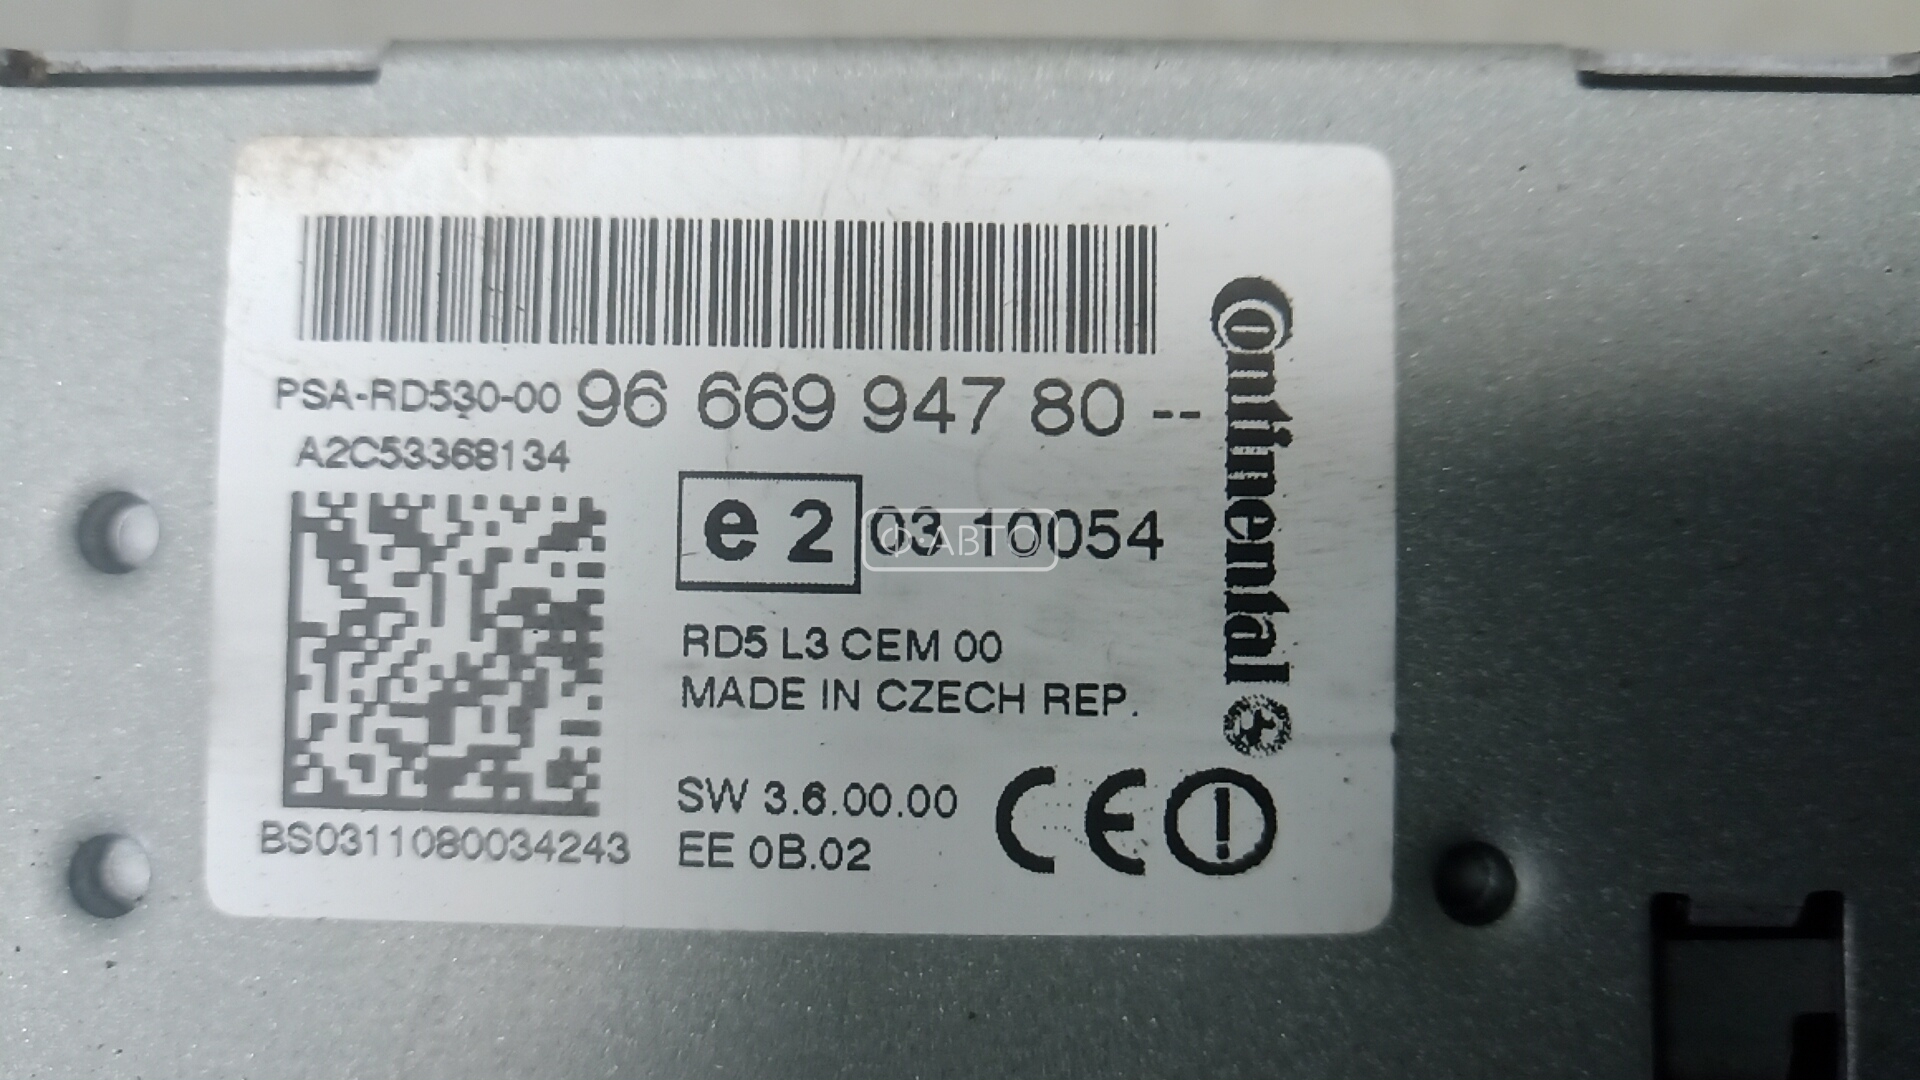 PSA-RD530-00 96 669 947 80 --
A2C53368134
e 2 03 10054
Ф·АВТО
RD5 L3 CEM 00
MADE IN CZECH REP.
SW 3.6.00.00
EE 0B.02
BS0311080034243
CE
Continental